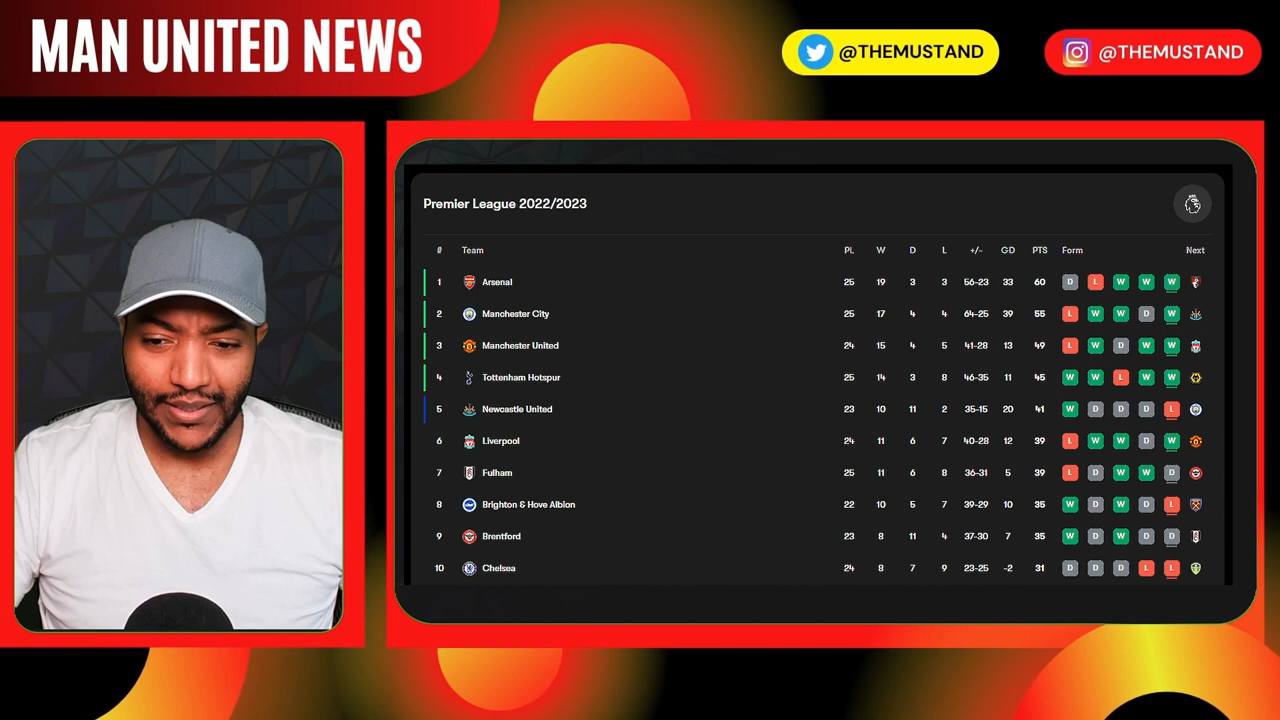 MAN UNITED NEWS
@THEMUSTAND
@THEMUSTAND
Premier League 2022/2023
# Team PL W D L +/- GD PTS Form Next
1 Arsenal 25 19 3 3 56-23 33 60 D L W W W
2 Manchester City 25 17 4 4 64-25 39 55 L W W D W
3 Manchester United 24 15 4 5 41-28 13 49 L W D W W
4 Tottenham Hotspur 25 14 3 8 46-35 11 45 W W L W W
5 Newcastle United 23 10 11 2 35-15 20 41 W D D D L
6 Liverpool 24 11 6 7 40-28 12 39 L W W D W
7 Fulham 25 11 6 8 36-31 5 39 L D W W D
8 Brighton & Hove Albion 22 10 5 7 39-29 10 35 W D W D L
9 Brentford 23 8 11 4 37-30 7 35 W D W D D
10 Chelsea 24 8 7 9 23-25 -2 31 D D D L L